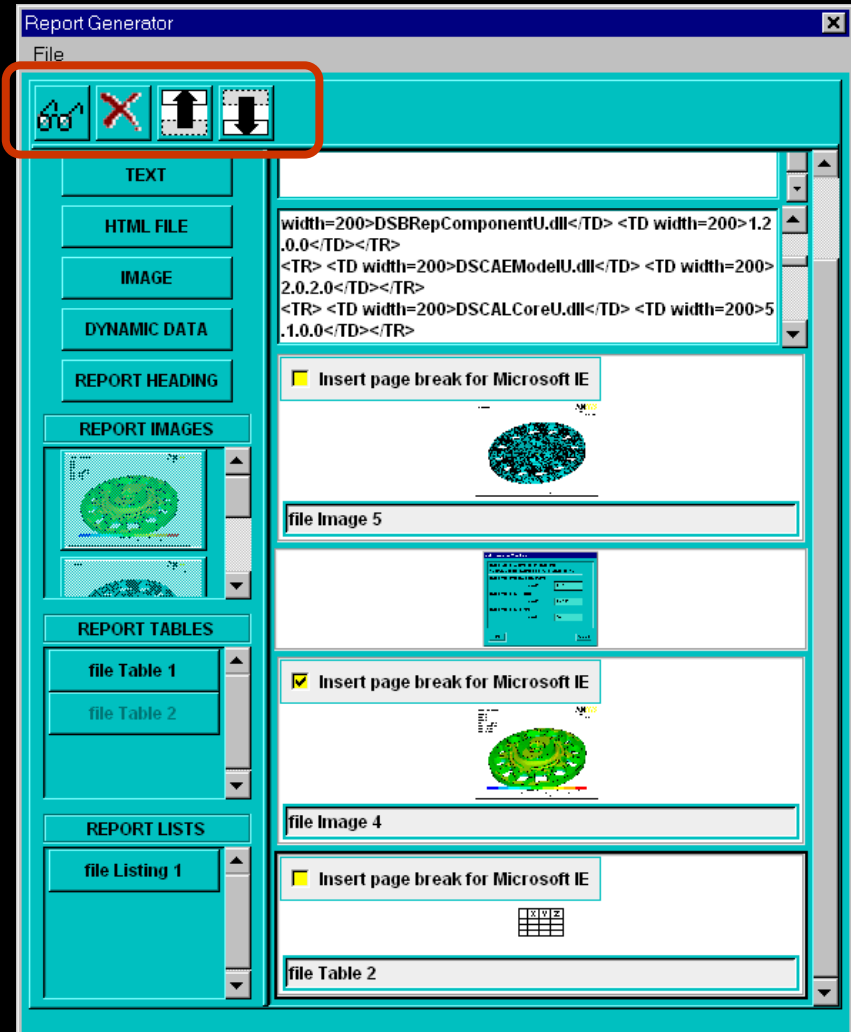 Report Generator
File
TEXT
HTML FILE
IMAGE
DYNAMIC DATA
REPORT HEADING
REPORT IMAGES
REPORT TABLES
file Table 1
file Table 2
REPORT LISTS
file Listing 1
width=200>DSBRepComponentU.dll</TD> <TD width=200>1.2
.0.0</TD></TR>
<TR> <TD width=200>DSCAEModelU.dll</TD> <TD width=200>
2.0.2.0</TD></TR>
<TR> <TD width=200>DSCALCoreU.dll</TD> <TD width=200>5
.1.0.0</TD></TR>
Insert page break for Microsoft IE
file Image 5
Insert page break for Microsoft IE
file Image 4
Insert page break for Microsoft IE
X Y Z
file Table 2